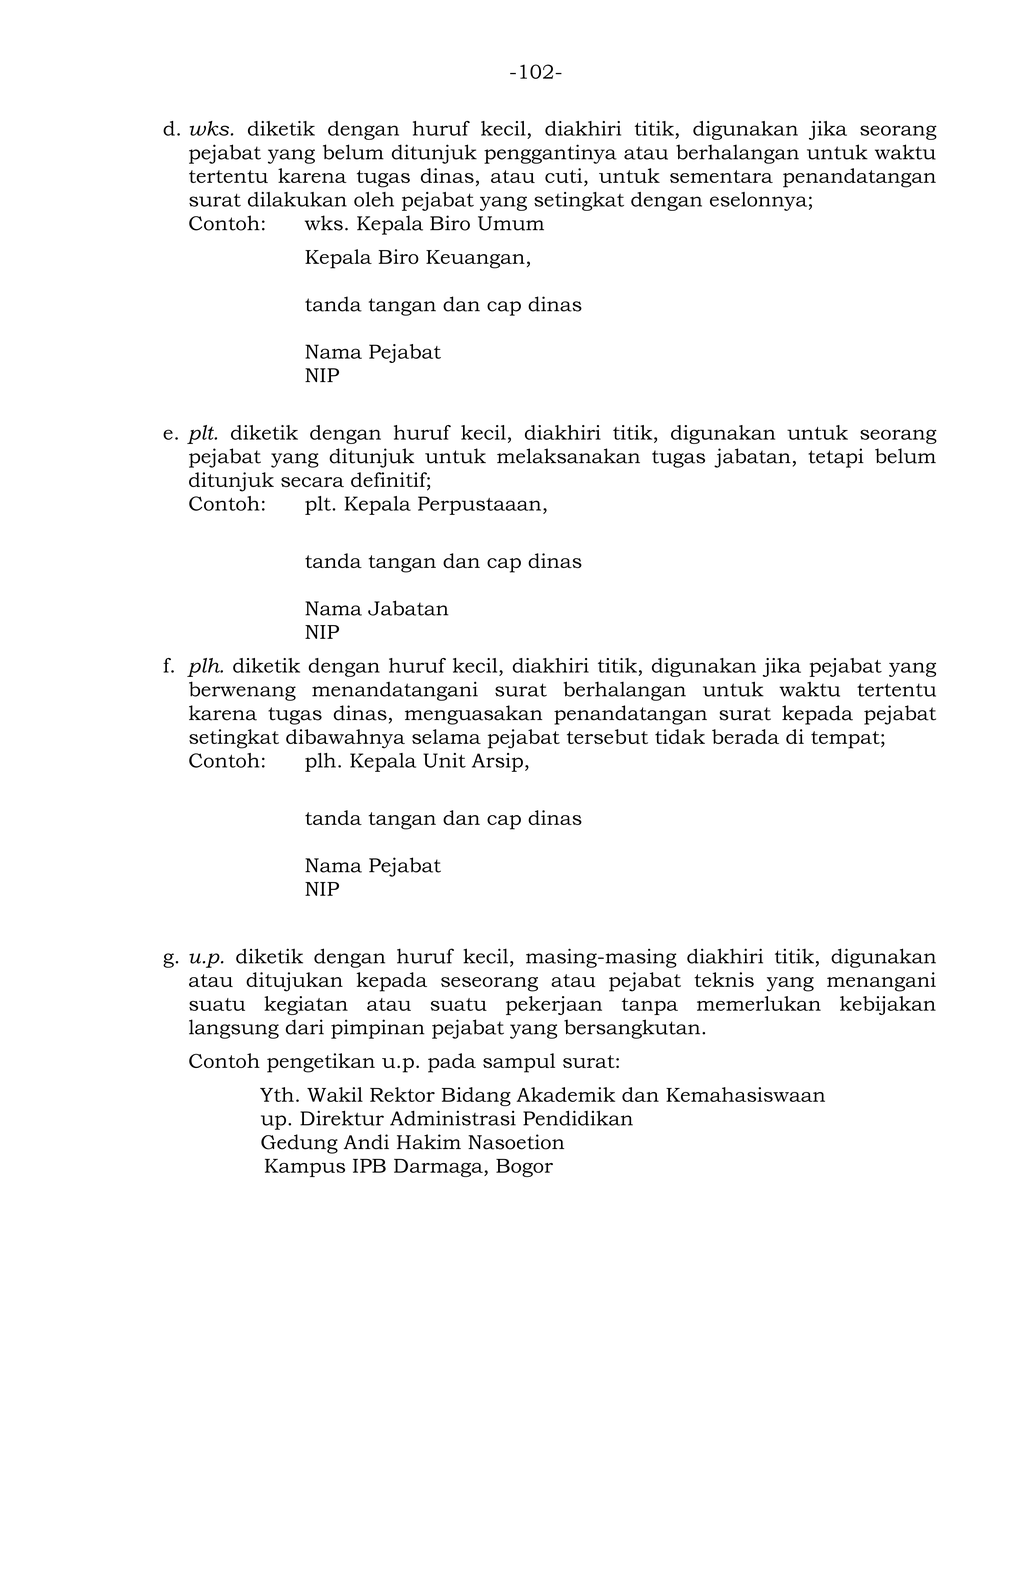 -102-
d. wks. diketik dengan huruf kecil, diakhiri titik, digunakan jika seorang
pejabat yang belum ditunjuk penggantinya atau berhalangan untuk waktu
tertentu karena tugas dinas, atau cuti, untuk sementara penandatangan
surat dilakukan oleh pejabat yang setingkat dengan eselonnya;
Contoh: wks. Kepala Biro Umum
Kepala Biro Keuangan,
tanda tangan dan cap dinas
Nama Pejabat
NIP
e. plt. diketik dengan huruf kecil, diakhiri titik, digunakan untuk seorang
pejabat yang ditunjuk untuk melaksanakan tugas jabatan, tetapi belum
ditunjuk secara definitif;
Contoh: plt. Kepala Perpustaaan,
tanda tangan dan cap dinas
Nama Jabatan
NIP
f. plh. diketik dengan huruf kecil, diakhiri titik, digunakan jika pejabat yang
berwenang menandatangani surat berhalangan untuk waktu tertentu
karena tugas dinas, menguasakan penandatangan surat kepada pejabat
setingkat dibawahnya selama pejabat tersebut tidak berada di tempat;
Contoh: plh. Kepala Unit Arsip,
tanda tangan dan cap dinas
Nama Pejabat
NIP
g. u.p. diketik dengan huruf kecil, masing-masing diakhiri titik, digunakan
atau ditujukan kepada seseorang atau pejabat teknis yang menangani
suatu kegiatan atau suatu pekerjaan tanpa memerlukan kebijakan
langsung dari pimpinan pejabat yang bersangkutan.
Contoh pengetikan u.p. pada sampul surat:
Yth. Wakil Rektor Bidang Akademik dan Kemahasiswaan
up. Direktur Administrasi Pendidikan
Gedung Andi Hakim Nasoetion
Kampus IPB Darmaga, Bogor